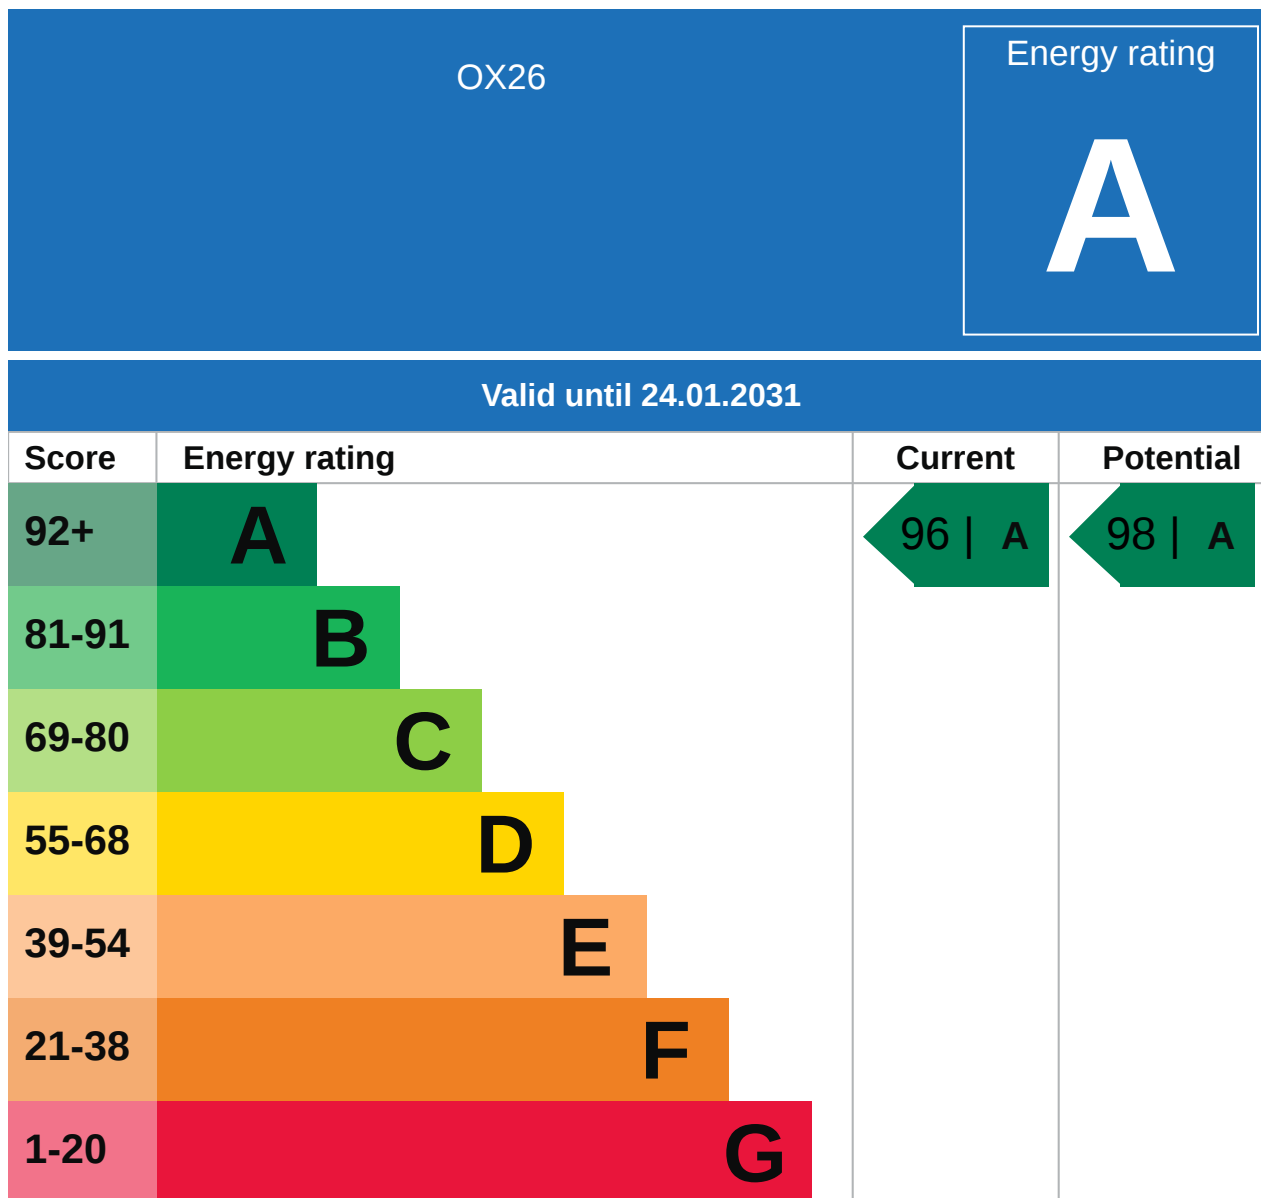 OX26
Energy rating
A
Valid until 24.01.2031
Score Energy rating Current Potential
92+ A 96 | A 98 | A
81-91 B
69-80 C
55-68 D
39-54 E
21-38 F
1-20 G